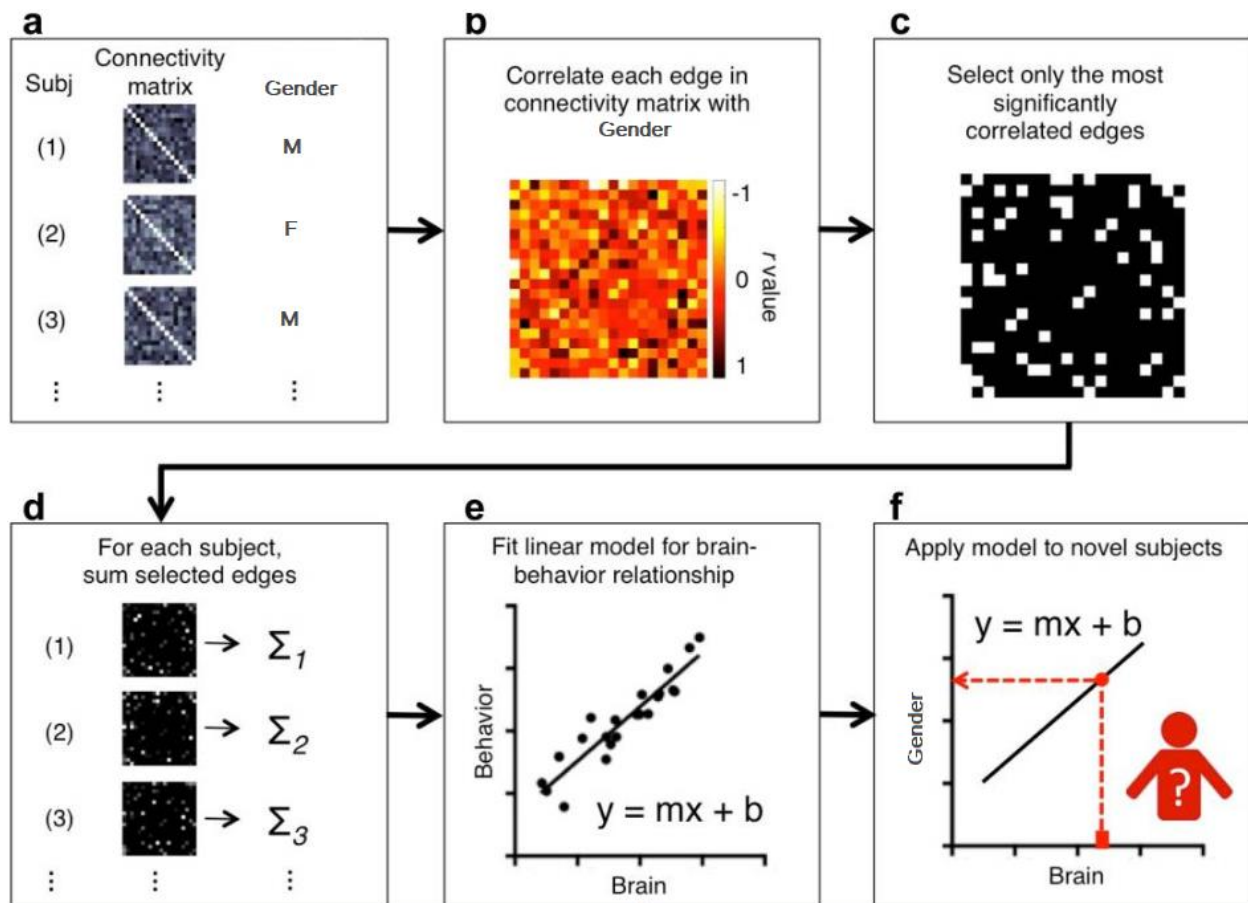 a
Connectivity
matrix
Subj
Gender
(1)
M
(2)
F
(3)
M
⋮ ⋮ ⋮
b
Correlate each edge in
connectivity matrix with
Gender
-1
0
1
r value
c
Select only the most
significantly
correlated edges
d
For each subject,
sum selected edges
(1) → Σ1
(2) → Σ2
(3) → Σ3
⋮ ⋮ ⋮
e
Fit linear model for brain-
behavior relationship
Behavior
y = mx + b
Brain
f
Apply model to novel subjects
y = mx + b
Gender
?
Brain